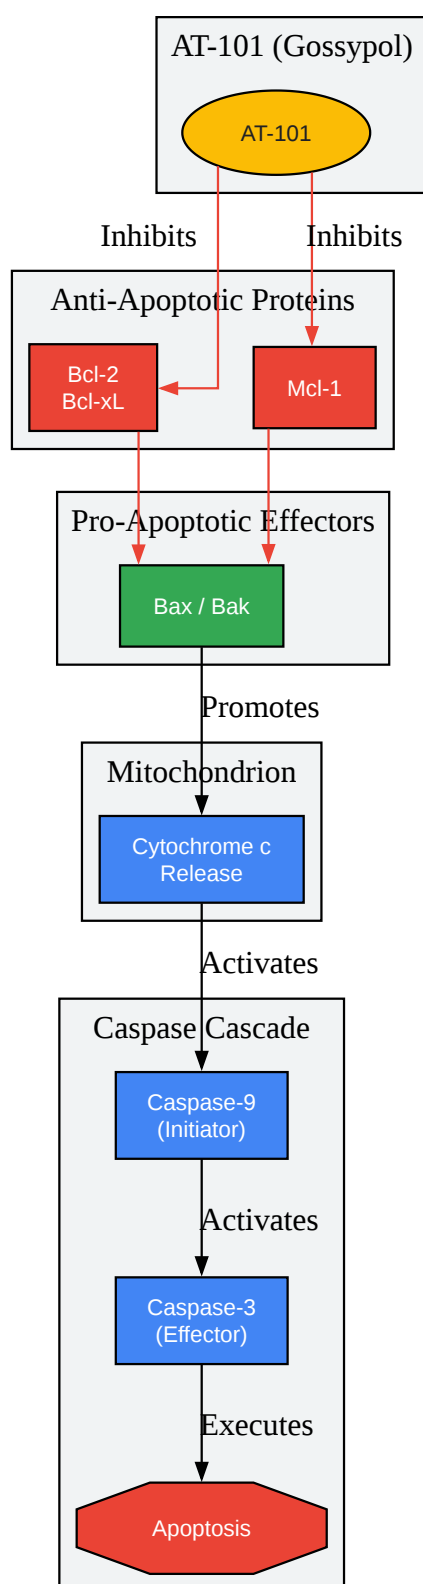 AT-101 (Gossypol)
AT-101
Inhibits
Inhibits
Anti-Apoptotic Proteins
Bcl-2
Bcl-xL
Mcl-1
Pro-Apoptotic Effectors
Bax / Bak
Promotes
Mitochondrion
Cytochrome c
Release
Activates
Caspase Cascade
Caspase-9
(Initiator)
Activates
Caspase-3
(Effector)
Executes
Apoptosis